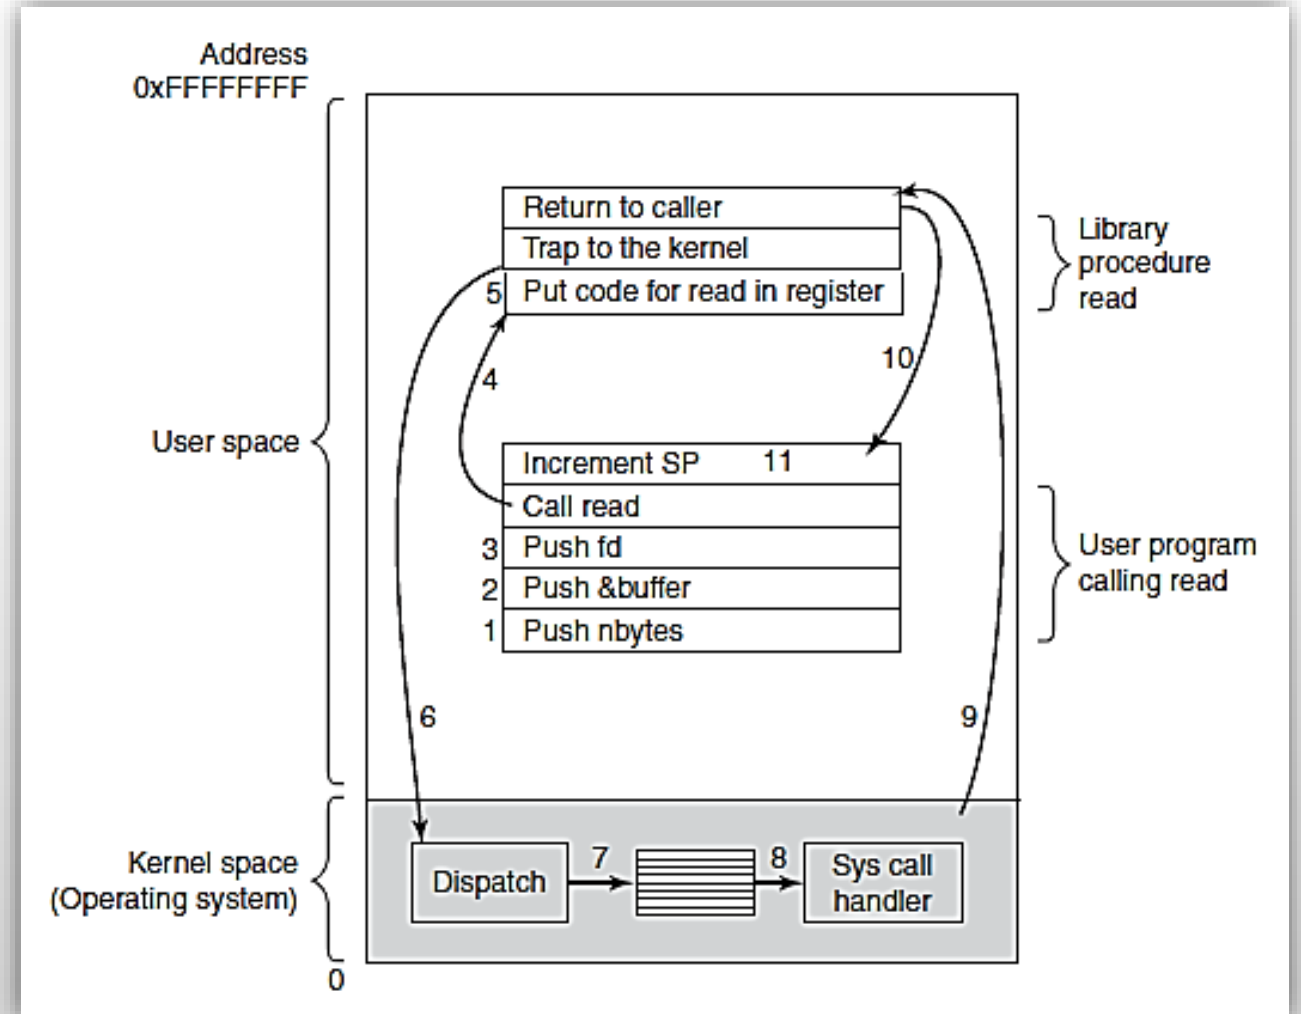 Address
0xFFFFFFFF
Return to caller
Trap to the kernel
5 Put code for read in register
Library
procedure
read
4
10
User space
Increment SP 11
Call read
3 Push fd
2 Push &buffer
1 Push nbytes
User program
calling read
6
9
Kernel space
(Operating system)
Dispatch
7
8
Sys call
handler
0